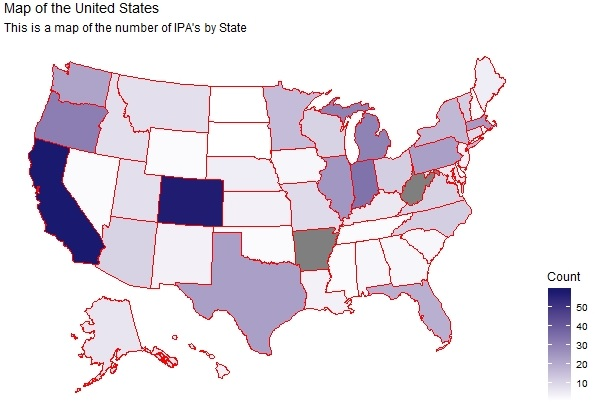 Map of the United States
This is a map of the number of IPA's by State
Count
50
40
30
20
10